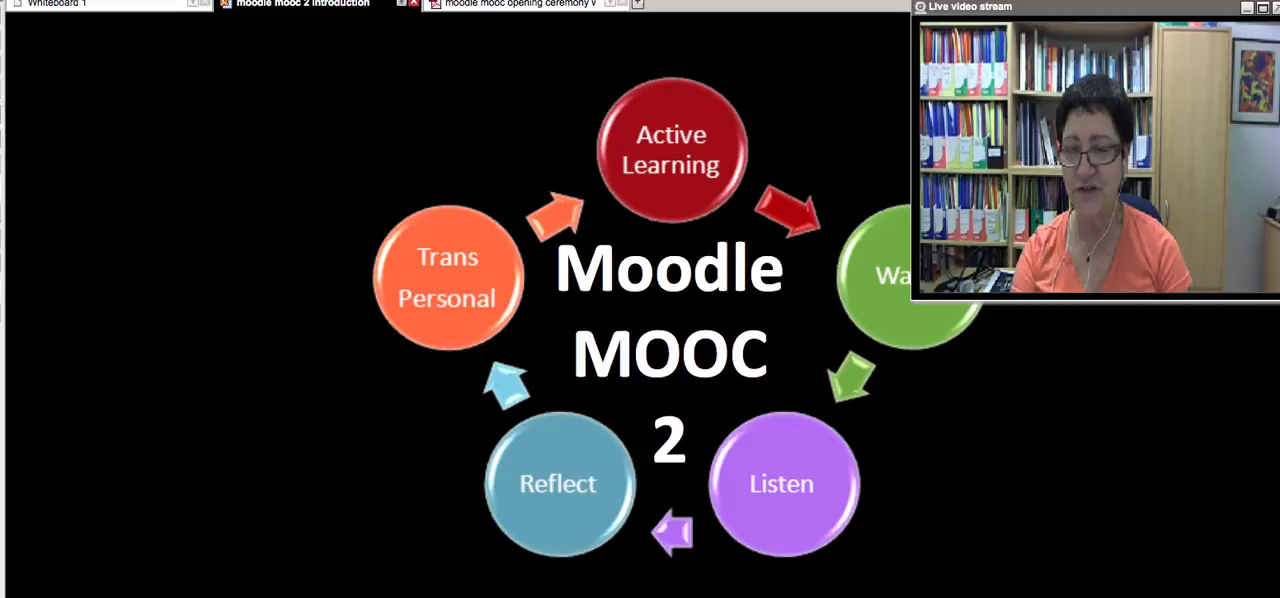 Whiteboard 1
moodle mooc 2 introduction
moodle mooc opening ceremony
Live video stream
Active
Learning
Trans
Personal
Moodle
MOOC
2
Reflect
Listen